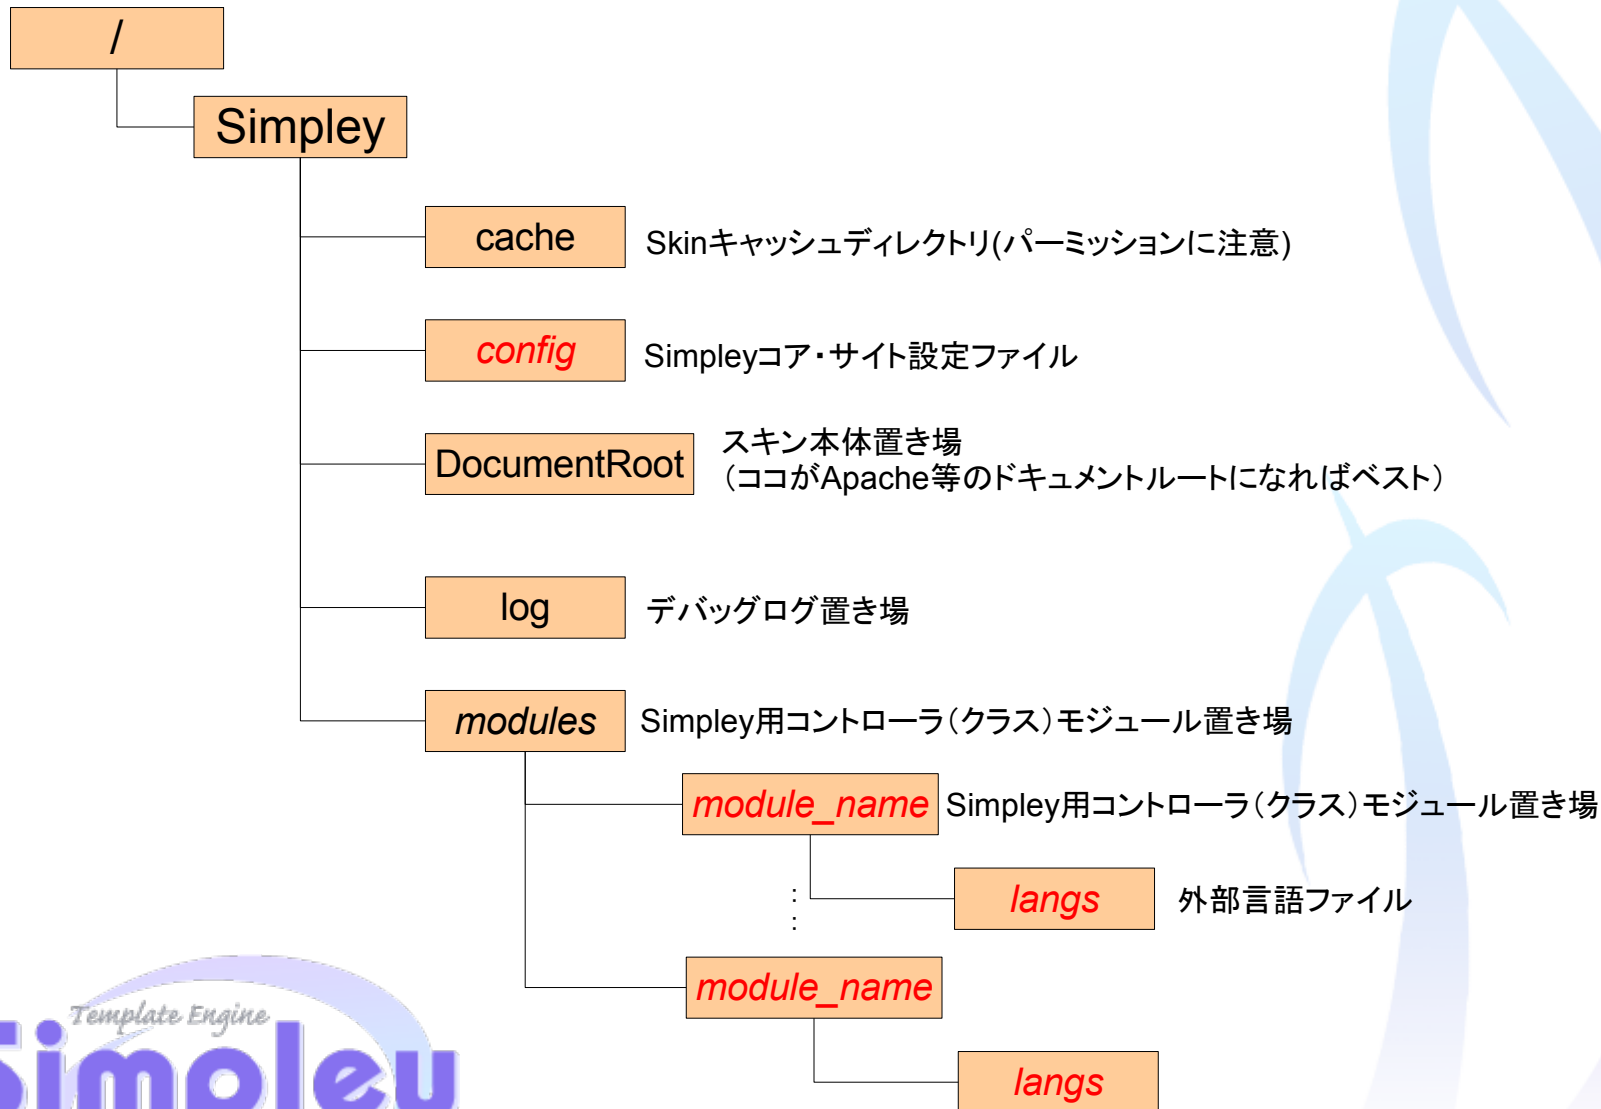 /
Simpley
cache
Skinキャッシュディレクトリ(パーミッションに注意)
config
Simpleyコア・サイト設定ファイル
DocumentRoot
スキン本体置き場
（ココがApache等のドキュメントルートになればベスト）
log
デバッグログ置き場
modules
Simpley用コントローラ（クラス）モジュール置き場
module_name
Simpley用コントローラ（クラス）モジュール置き場
langs
外部言語ファイル
：
：
module_name
langs
Template Engine
Simpley